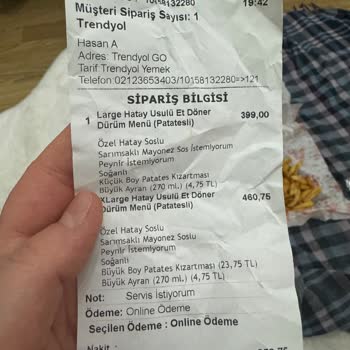 10158132280 19:42
Müşteri Sipariş Sayısı: 1
Trendyol
Hasan A
Adres: Trendyol GO
Tarif Trendyol Yemek
Telefon:02123653403/10158132280=>121
SİPARİŞ BİLGİSİ
1 Large Hatay Usulü Et Döner 399,00
Dürüm Menü (Patatesli)
Özel Hatay Soslu
Sarımsaklı Mayonez Sos İstemiyorum
Peynir İstemiyorum
Soğanlı
Küçük Boy Patates Kızartması
Büyük Ayran (270 ml.) (4,75 TL)
XLarge Hatay Usulü Et Döner 460,75
Dürüm Menü (Patatesli)
Özel Hatay Soslu
Sarımsaklı Mayonez Soslu
Peynir İstemiyorum
Soğanlı
Büyük Boy Patates Kızartması (23,75 TL)
Büyük Ayran (270 ml.) (4,75 TL)
Not: Servis İstiyorum
Ödeme: Online Ödeme
Seçilen Ödeme : Online Ödeme
Nakit :